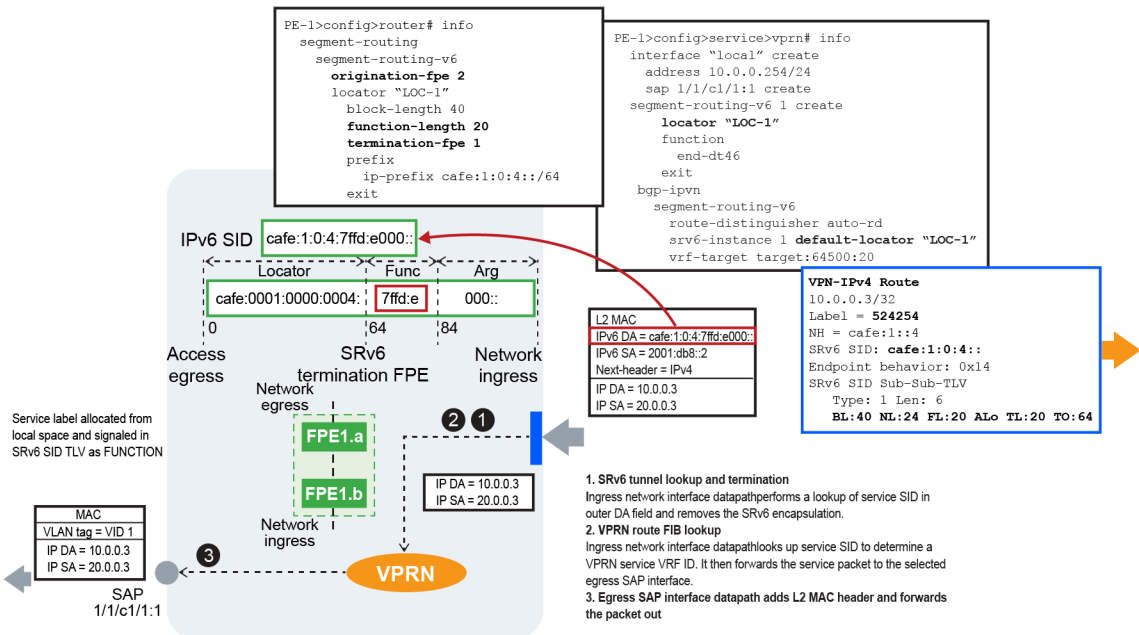 PE-1>config>router# info
segment-routing
segment-routing-v6
origination-fpe 2
locator “LOC-1”
block-length 40
function-length 20
termination-fpe 1
prefix
ip-prefix cafe:1:0:4::/64
exit
PE-1>config>service>vprn# info
interface “local” create
address 10.0.0.254/24
sap 1/1/c1/1:1 create
segment-routing-v6 1 create
locator “LOC-1”
function
end-dt46
exit
bgp-ipvn
segment-routing-v6
route-distinguisher auto-rd
srv6-instance 1 default-locator “LOC-1”
vrf-target target:64500:20
IPv6 SID
cafe:1:0:4:7ffd:e000::
Locator
Func
Arg
cafe:0001:0000:0004:
7ffd:e
000::
0
64
84
Access
egress
SRv6
termination FPE
Network
ingress
VPN-IPv4 Route
10.0.0.3/32
Label = 524254
NH = cafe:1::4
SRv6 SID: cafe:1:0:4::
Endpoint behavior: 0x14
SRv6 SID Sub-Sub-TLV
Type: 1 Len: 6
BL:40 NL:24 FL:20 ALo TL:20 TO:64
L2 MAC
IPv6 DA = cafe:1:0:4:7ffd:e000::
IPv6 SA = 2001:db8::2
Next-header = IPv4
IP DA = 10.0.0.3
IP SA = 20.0.0.3
Network
egress
FPE1.a
FPE1.b
Network
ingress
2 1
IP DA = 10.0.0.3
IP SA = 20.0.0.3
Service label allocated from
local space and signaled in
SRv6 SID TLV as FUNCTION
MAC
VLAN tag = VID 1
IP DA = 10.0.0.3
IP SA = 20.0.0.3
SAP
1/1/c1/1:1
3
VPRN
1. SRv6 tunnel lookup and termination
Ingress network interface datapathperforms a lookup of service SID in
outer DA field and removes the SRv6 encapsulation.
2. VPRN route FIB lookup
Ingress network interface datapathlooks up service SID to determine a
VPRN service VRF ID. It then forwards the service packet to the selected
egress SAP interface.
3. Egress SAP interface datapath adds L2 MAC header and forwards
the packet out